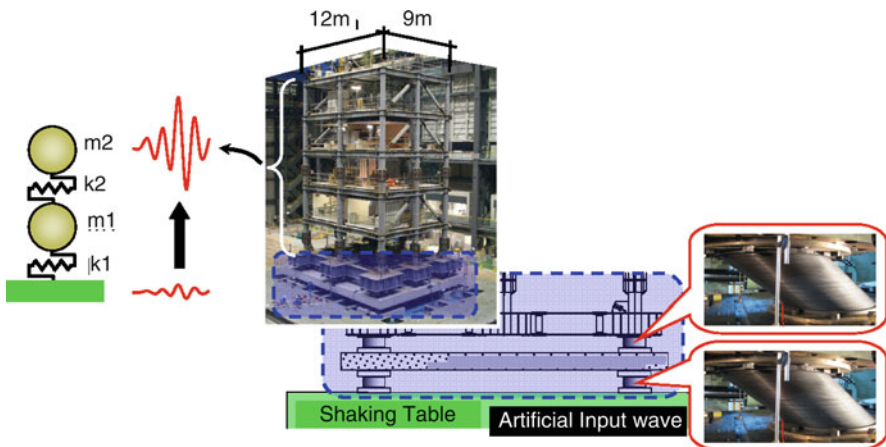 12m
9m
m2
k2
m1
k1
Shaking Table
Artificial Input wave